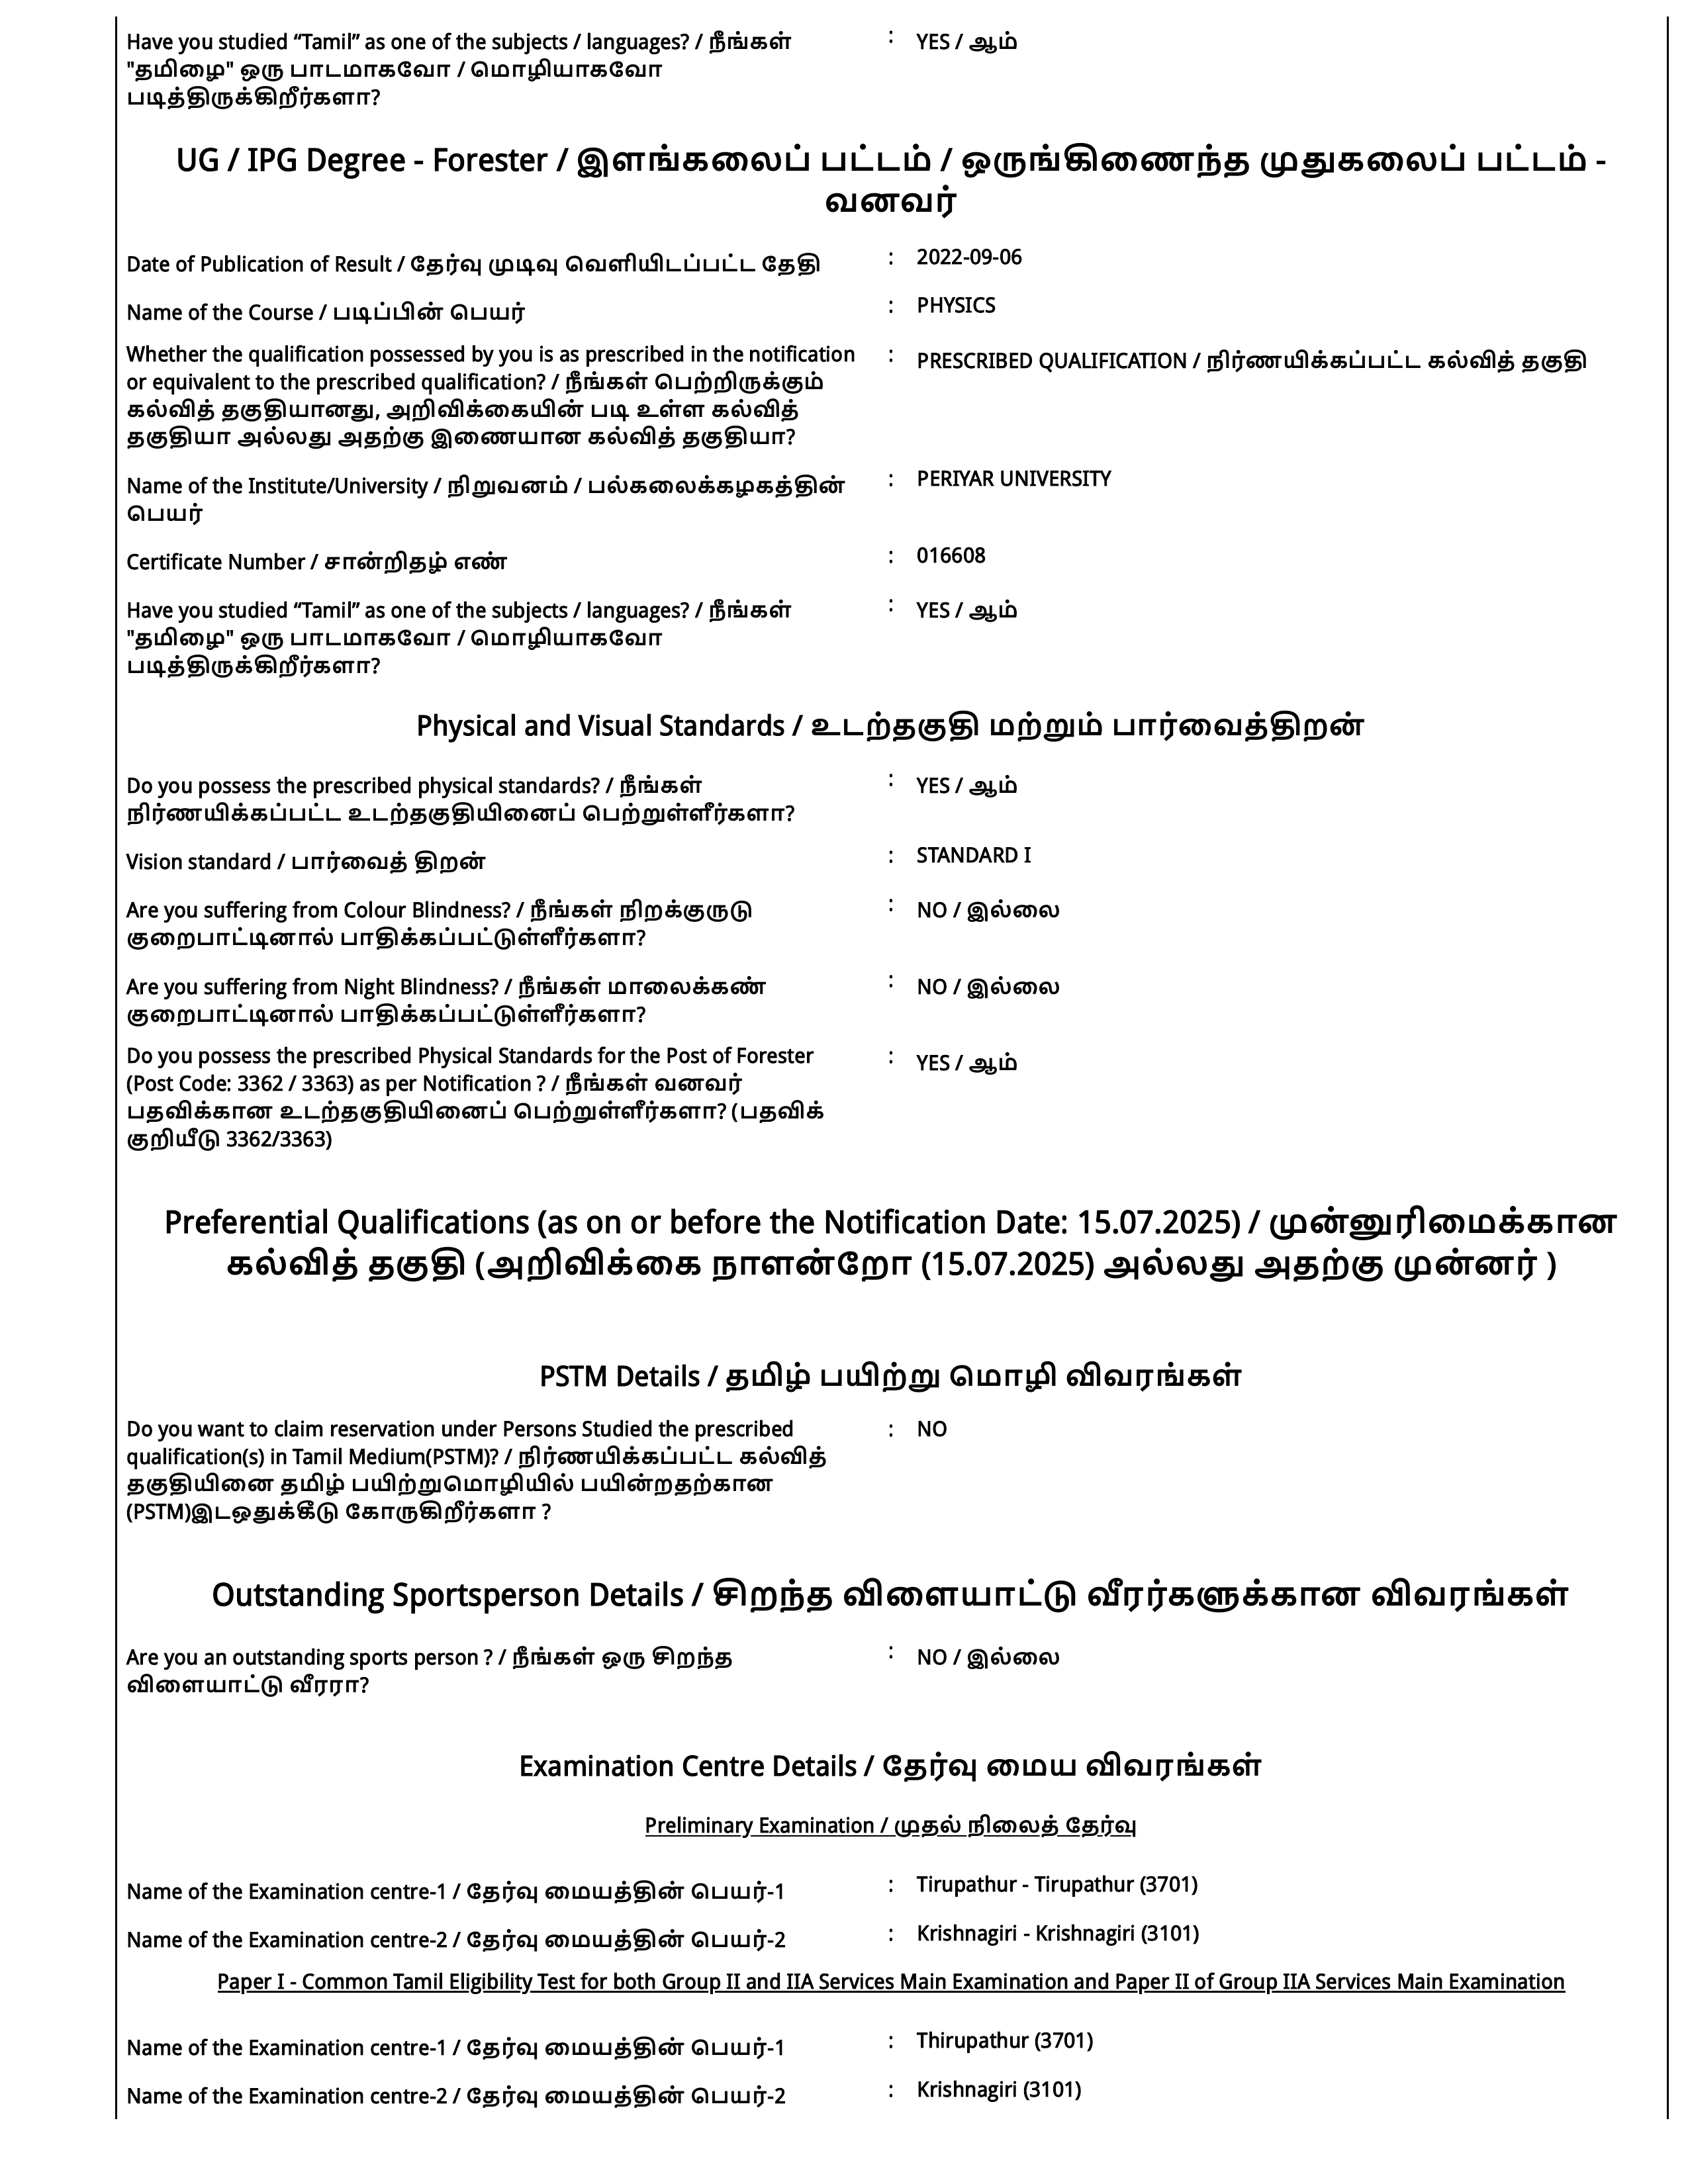 Have you studied “Tamil” as one of the subjects / languages? / நீங்கள் : YES / ஆம்
"தமிழை" ஒரு பாடமாகவோ / மொழியாகவோ
படித்திருக்கிறீர்களா?
UG / IPG Degree - Forester / இளங்கலைப் பட்டம் / ஒருங்கிணைந்த முதுகலைப் பட்டம் -
வனவர்
Date of Publication of Result / தேர்வு முடிவு வெளியிடப்பட்ட தேதி : 2022-09-06
Name of the Course / படிப்பின் பெயர் : PHYSICS
Whether the qualification possessed by you is as prescribed in the notification : PRESCRIBED QUALIFICATION / நிர்ணயிக்கப்பட்ட கல்வித் தகுதி
or equivalent to the prescribed qualification? / நீங்கள் பெற்றிருக்கும்
கல்வித் தகுதியானது, அறிவிக்கையின் படி உள்ள கல்வித்
தகுதியா அல்லது அதற்கு இணையான கல்வித் தகுதியா?
Name of the Institute/University / நிறுவனம் / பல்கலைக்கழகத்தின் : PERIYAR UNIVERSITY
பெயர்
Certificate Number / சான்றிதழ் எண் : 016608
Have you studied “Tamil” as one of the subjects / languages? / நீங்கள் : YES / ஆம்
"தமிழை" ஒரு பாடமாகவோ / மொழியாகவோ
படித்திருக்கிறீர்களா?
Physical and Visual Standards / உடற்தகுதி மற்றும் பார்வைத்திறன்
Do you possess the prescribed physical standards? / நீங்கள் : YES / ஆம்
நிர்ணயிக்கப்பட்ட உடற்தகுதியினைப் பெற்றுள்ளீர்களா?
Vision standard / பார்வைத் திறன் : STANDARD I
Are you suffering from Colour Blindness? / நீங்கள் நிறக்குருடு : NO / இல்லை
குறைபாட்டினால் பாதிக்கப்பட்டுள்ளீர்களா?
Are you suffering from Night Blindness? / நீங்கள் மாலைக்கண் : NO / இல்லை
குறைபாட்டினால் பாதிக்கப்பட்டுள்ளீர்களா?
Do you possess the prescribed Physical Standards for the Post of Forester : YES / ஆம்
(Post Code: 3362 / 3363) as per Notification ? / நீங்கள் வனவர்
பதவிக்கான உடற்தகுதியினைப் பெற்றுள்ளீர்களா? (பதவிக்
குறியீடு 3362/3363)
Preferential Qualifications (as on or before the Notification Date: 15.07.2025) / முன்னுரிமைக்கான
கல்வித் தகுதி (அறிவிக்கை நாளன்றோ (15.07.2025) அல்லது அதற்கு முன்னர் )
PSTM Details / தமிழ் பயிற்று மொழி விவரங்கள்
Do you want to claim reservation under Persons Studied the prescribed : NO
qualification(s) in Tamil Medium(PSTM)? / நிர்ணயிக்கப்பட்ட கல்வித்
தகுதியினை தமிழ் பயிற்றுமொழியில் பயின்றதற்கான
(PSTM)இடஒதுக்கீடு கோருகிறீர்களா ?
Outstanding Sportsperson Details / சிறந்த விளையாட்டு வீரர்களுக்கான விவரங்கள்
Are you an outstanding sports person ? / நீங்கள் ஒரு சிறந்த : NO / இல்லை
விளையாட்டு வீரரா?
Examination Centre Details / தேர்வு மைய விவரங்கள்
Preliminary Examination / முதல் நிலைத் தேர்வு
Name of the Examination centre-1 / தேர்வு மையத்தின் பெயர்-1 : Tirupathur - Tirupathur (3701)
Name of the Examination centre-2 / தேர்வு மையத்தின் பெயர்-2 : Krishnagiri - Krishnagiri (3101)
Paper I - Common Tamil Eligibility Test for both Group II and IIA Services Main Examination and Paper II of Group IIA Services Main Examination
Name of the Examination centre-1 / தேர்வு மையத்தின் பெயர்-1 : Thirupathur (3701)
Name of the Examination centre-2 / தேர்வு மையத்தின் பெயர்-2 : Krishnagiri (3101)